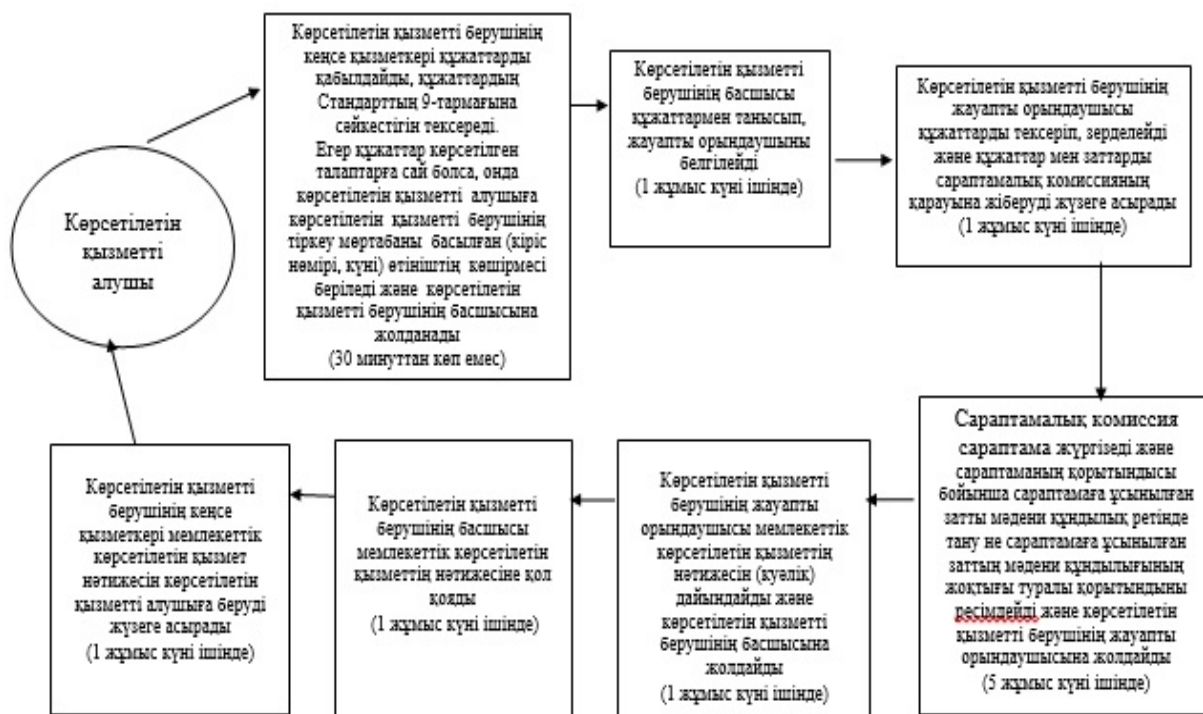 Көрсетілетін
қызметті
алушы
Көрсетілетін қызметті берушінің
кеңсе қызметкері құжаттарды
қабылдайды, құжаттардың
Стандарттың 9-тармағына
сәйкестігін тексереді.
Егер құжаттар көрсетілген
талаптарға сай болса, онда
көрсетілетін қызметті алушыға
көрсетілетін қызметті берушінің
тіркеу мөртабаны басылған (кіріс
нөмірі, күні) өтініштің көшірмесі
беріледі және көрсетілетін
қызметті берушінің басшысына
жолданады
(30 минуттан көп емес)
Көрсетілетін қызметті
берушінің басшысы
құжаттармен танысып,
жауапты орындаушыны
белгілейді
(1 жұмыс күні ішінде)
Көрсетілетін қызметті берушінің
жауапты орындаушысы
құжаттарды тексеріп, зерделейді
және құжаттар мен заттарды
сараптамалық комиссияның
қарауына жіберуді жүзеге асырады
(1 жұмыс күні ішінде)
Сараптамалық комиссия
сараптама жүргізеді және
сараптаманың қорытындысы
бойынша сараптамаға ұсынылған
затты мәдени құндылық ретінде
тану не сараптамаға ұсынылған
заттың мәдени құндылығының
жоқтығы туралы қорытындыны
ресімдейді және көрсетілетін
қызметті берушінің жауапты
орындаушысына жолдайды
(5 жұмыс күні ішінде)
Көрсетілетін қызметті
берушінің жауапты
орындаушысы мемлекеттік
көрсетілетін қызметтің
нәтижесін (куәлік)
дайындайды және
көрсетілетін қызметті
берушінің басшысына
жолдайды
(1 жұмыс күні ішінде)
Көрсетілетін қызметті
берушінің басшысы
мемлекеттік көрсетілетін
қызметтің нәтижесіне қол
қояды
(1 жұмыс күні ішінде)
Көрсетілетін қызметті
берушінің кеңсе
қызметкері мемлекеттік
көрсетілетін қызмет
нәтижесін көрсетілетін
қызметті алушыға беруді
жүзеге асырады
(1 жұмыс күні ішінде)